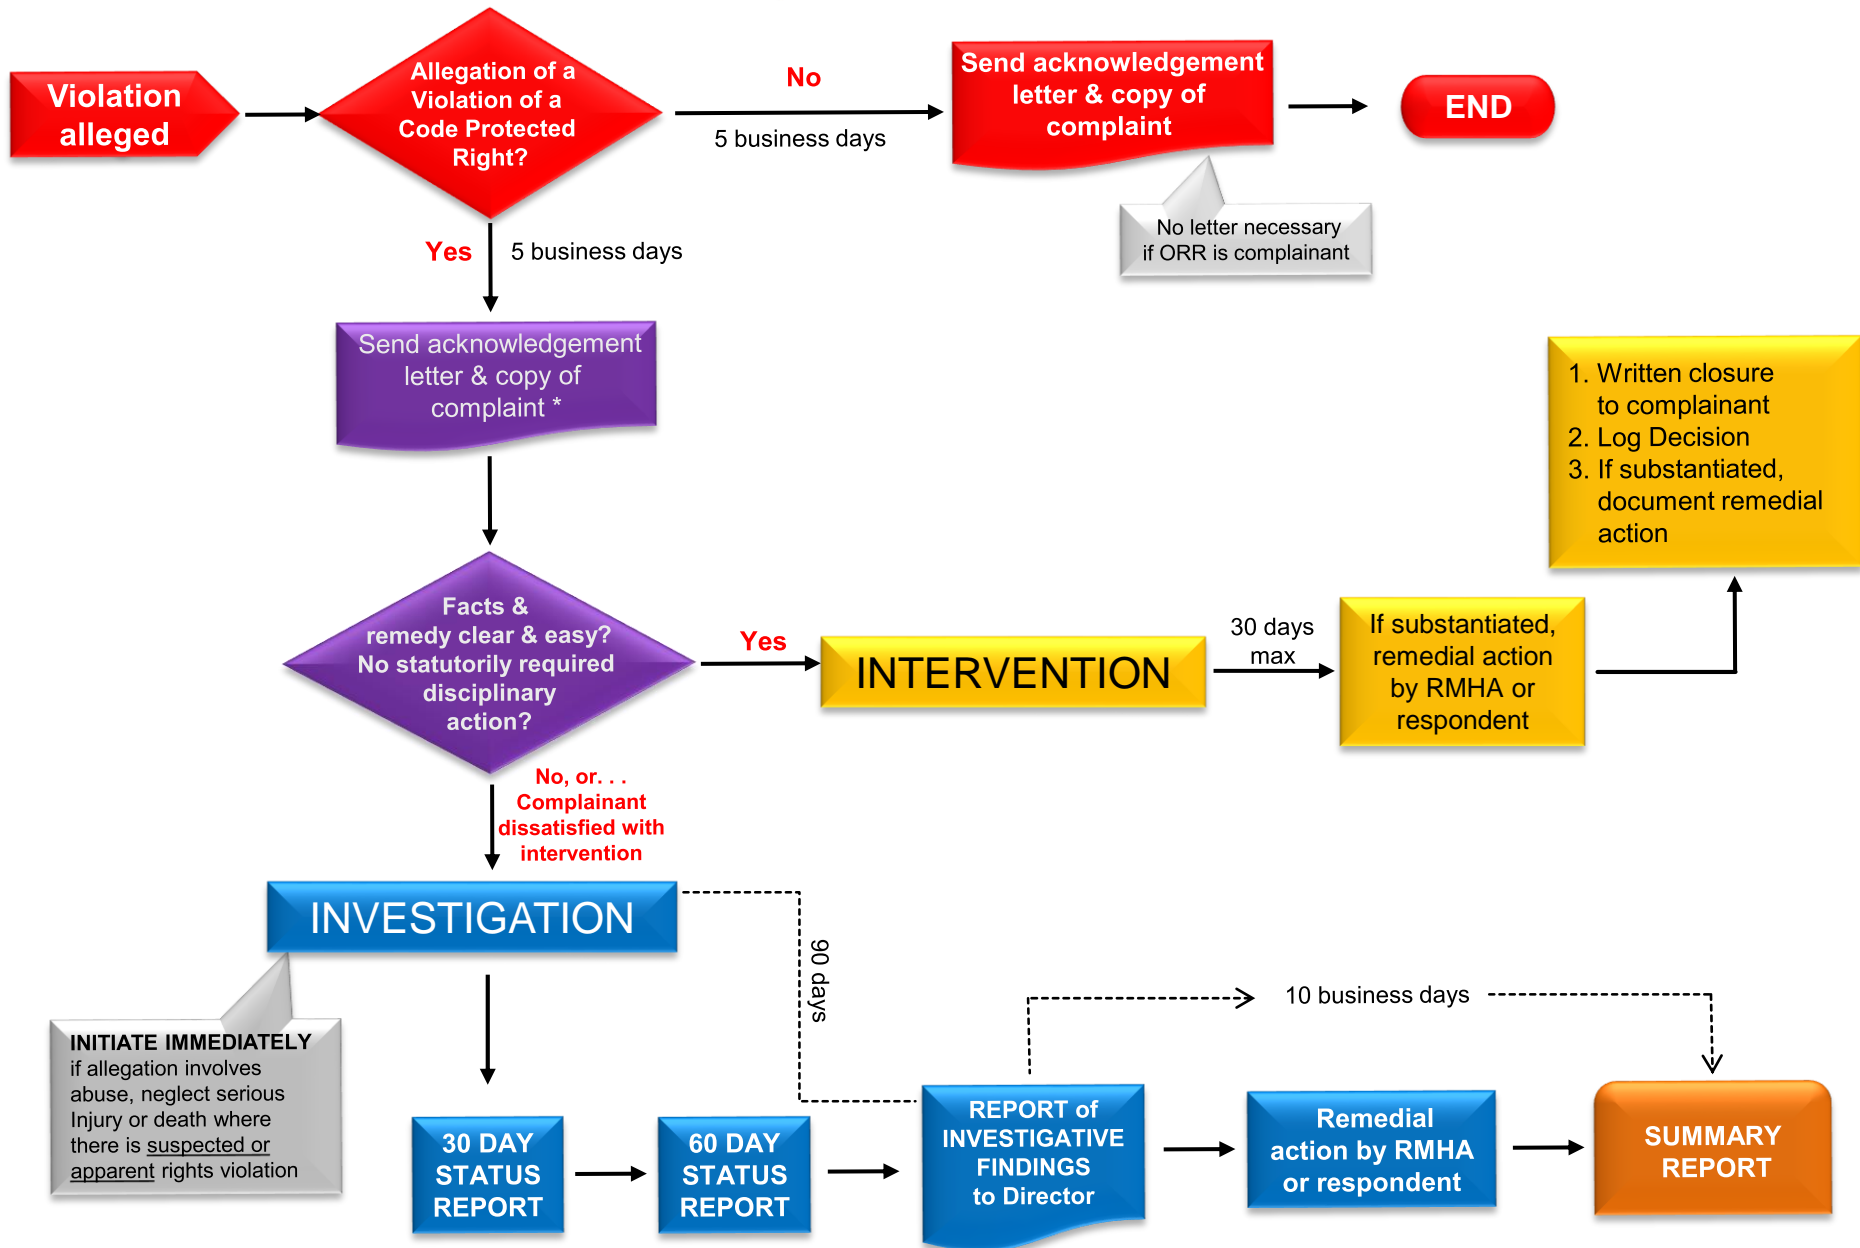 Violation
alleged
Allegation of a
Violation of a
Code Protected
Right?
No
5 business days
Send acknowledgement
letter & copy of
complaint
END
No letter necessary
if ORR is complainant
Yes
5 business days
Send acknowledgement
letter & copy of
complaint *
Facts &
remedy clear & easy?
No statutorily required
disciplinary
action?
Yes
INTERVENTION
30 days
max
If substantiated,
remedial action
by RMHA or
respondent
1. Written closure
to complainant
2. Log Decision
3. If substantiated,
document remedial
action
No, or. . .
Complainant
dissatisfied with
intervention
INVESTIGATION
INITIATE IMMEDIATELY
if allegation involves
abuse, neglect serious
Injury or death where
there is suspected or
apparent rights violation
90 days
30 DAY
STATUS
REPORT
60 DAY
STATUS
REPORT
REPORT of
INVESTIGATIVE
FINDINGS
to Director
10 business days
Remedial
action by RMHA
or respondent
SUMMARY
REPORT